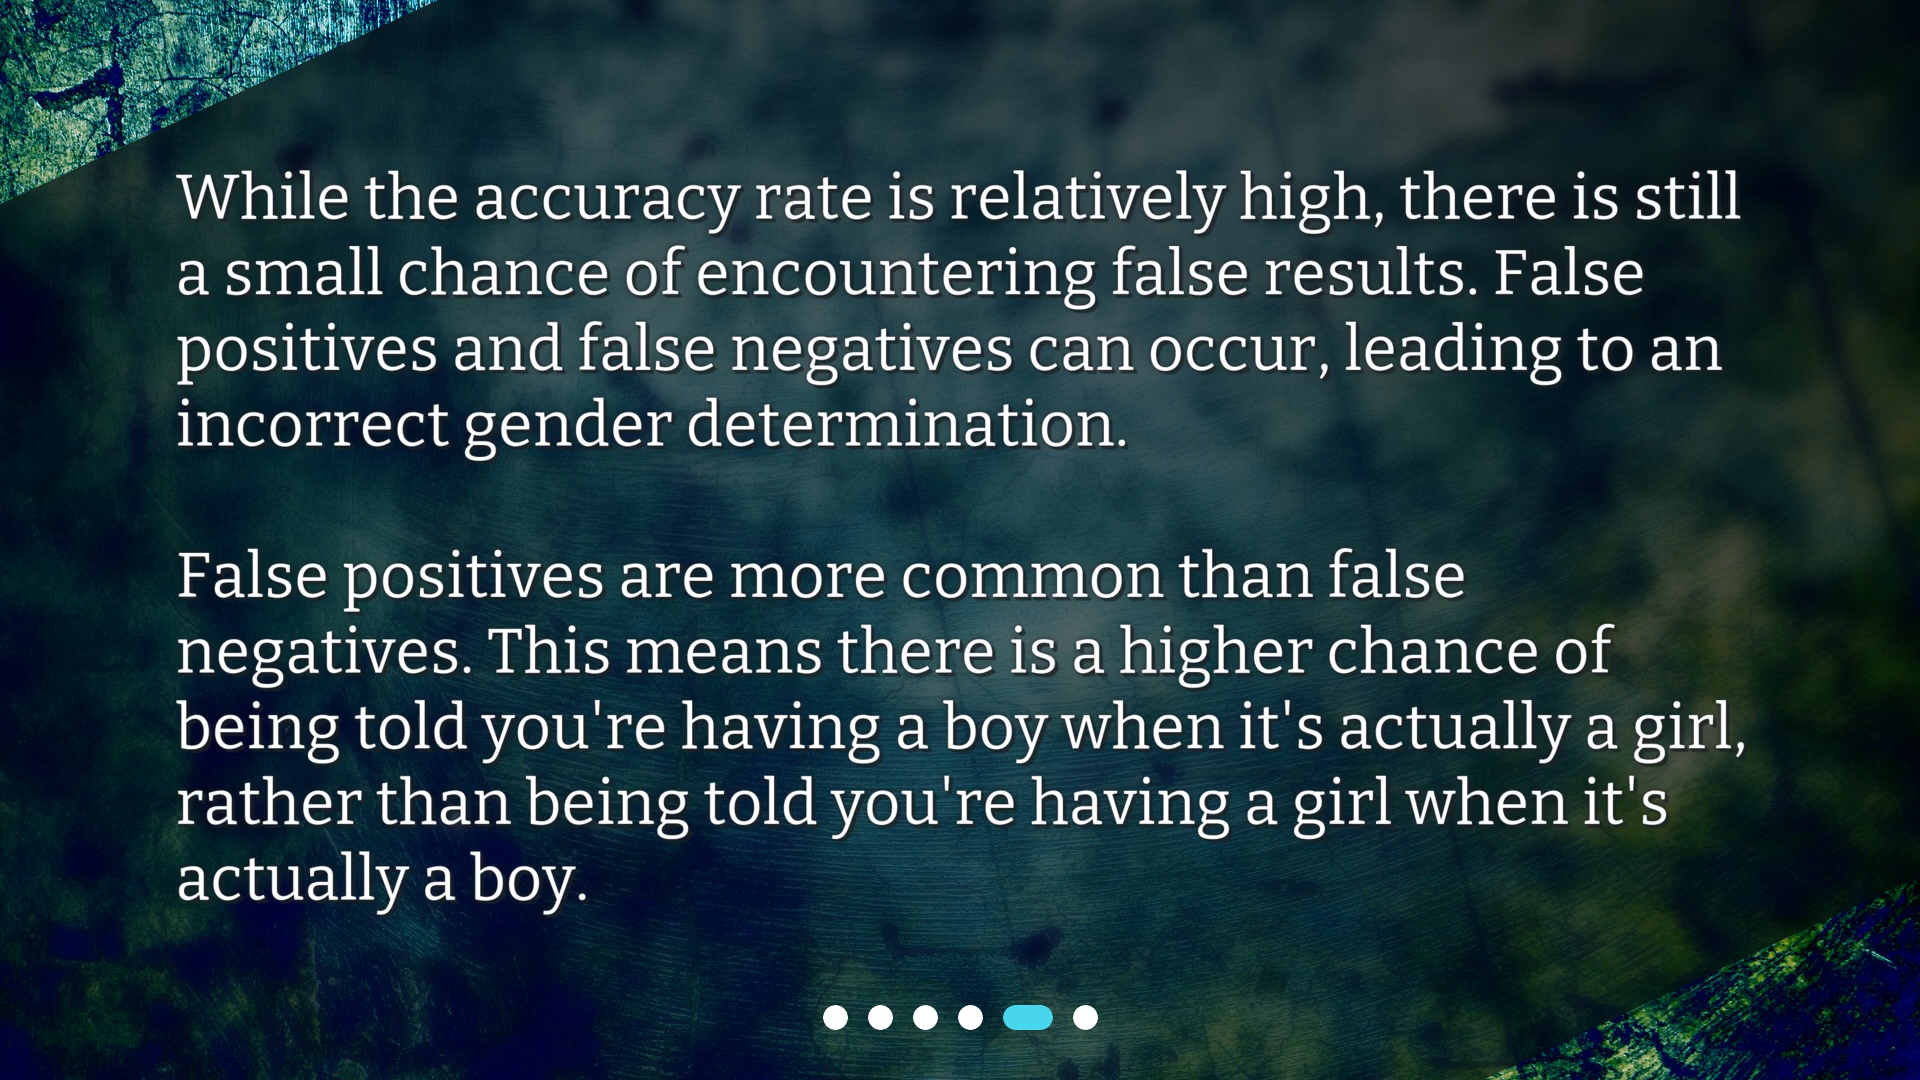 While the accuracy rate is relatively high, there is still
a small chance of encountering false results. False
positives and false negatives can occur, leading to an
incorrect gender determination.
False positives are more common than false
negatives. This means there is a higher chance of
being told you're having a boy when it's actually a girl,
rather than being told you're having a girl when it's
actually a boy.